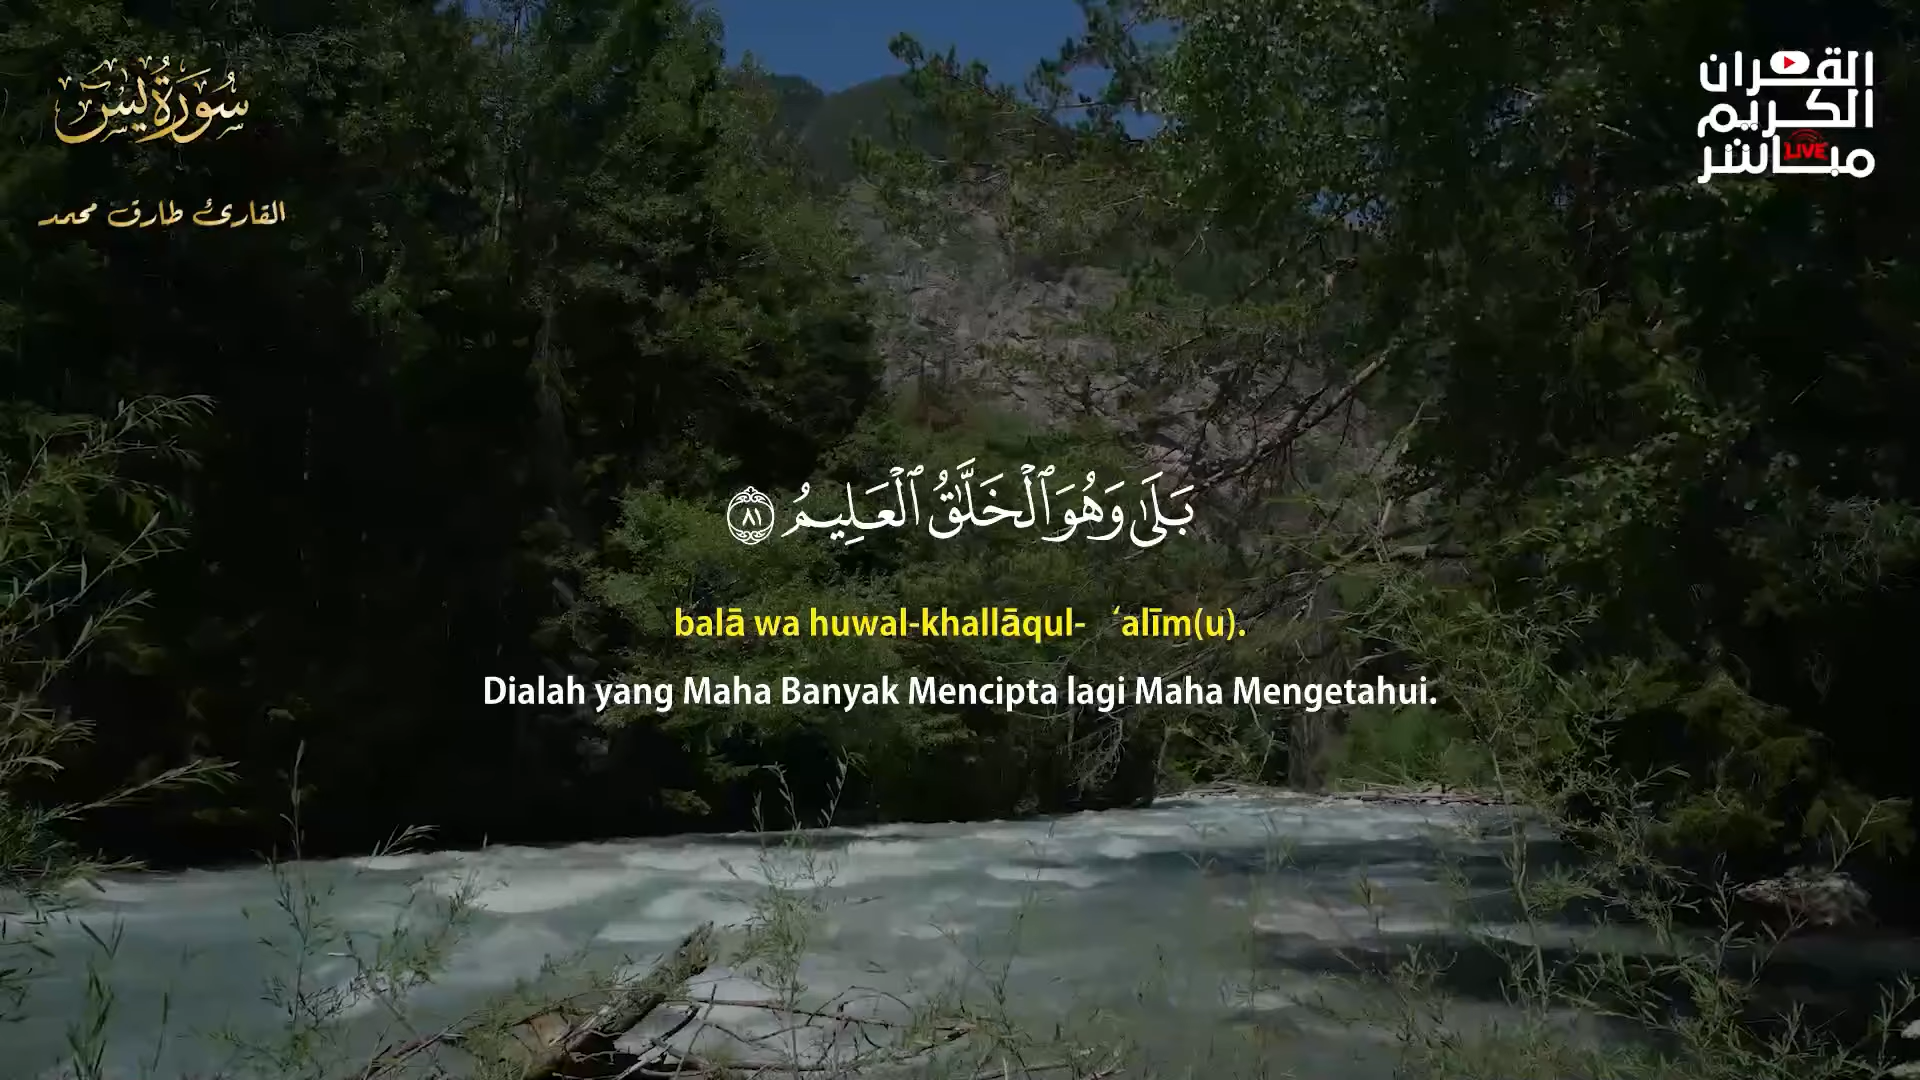 سُورَةُ يسٓ
القارئ طارق محمد
القرآن
الكريم
مباشر
LIVE
بَلَىٰ وَهُوَ ٱلْخَلَّٰقُ ٱلْعَلِيمُ ٨١
balā wa huwal-khallāqul- ‘alīm(u).
Dialah yang Maha Banyak Mencipta lagi Maha Mengetahui.